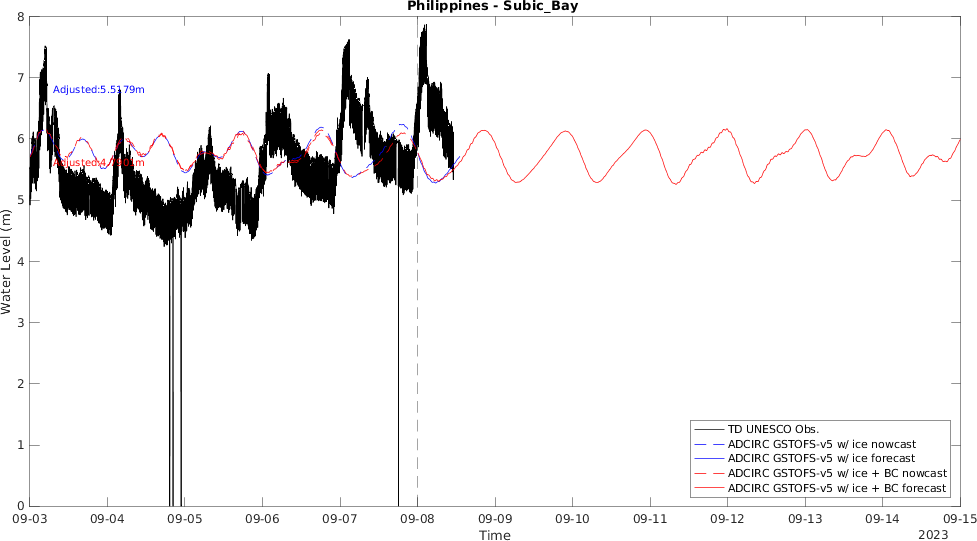 Philippines - Subic_Bay
Water Level (m)
8
7
6
5
4
3
2
1
0
Adjusted:5.5179m
TD UNESCO Obs.
ADCIRC GSTOFS-v5 w/ ice nowcast
ADCIRC GSTOFS-v5 w/ ice forecast
ADCIRC GSTOFS-v5 w/ ice + BC nowcast
ADCIRC GSTOFS-v5 w/ ice + BC forecast
09-03 09-04 09-05 09-06 09-07 09-08 09-09 09-10 09-11 09-12 09-13 09-14 09-15
Time
2023